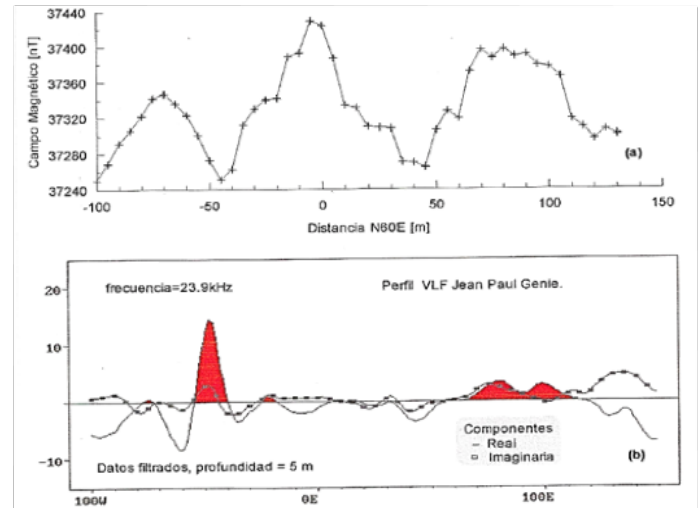 37440
37400
37360
37320
37280
37240
Campo Magnético [nT]
(a)
-100
-50
0
50
100
150
Distancia N60E [m]
frecuencia=23.9kHz
Perfil VLF Jean Paul Genie.
20
10
-10
Componentes
– Real
Imaginaria
(b)
Datos filtrados, profundidad = 5 m
100W
0E
100E